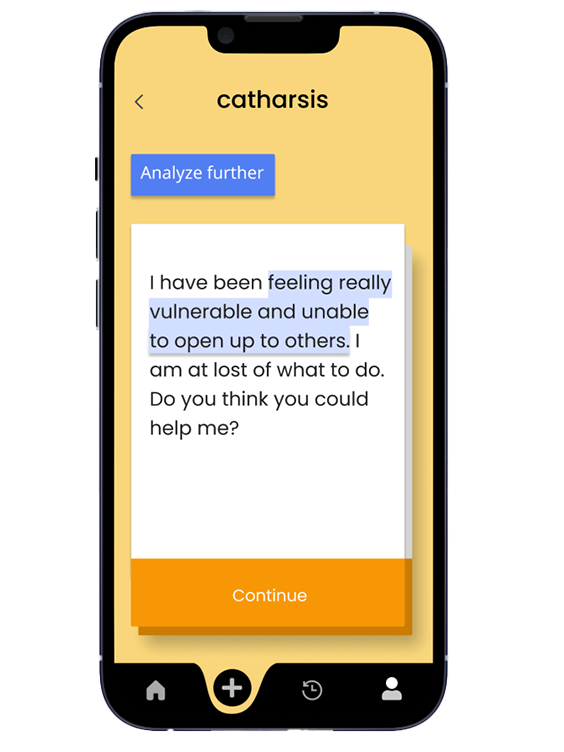 catharsis
Analyze further
I have been feeling really
vulnerable and unable
to open up to others. I
am at lost of what to do.
Do you think you could
help me?
Continue